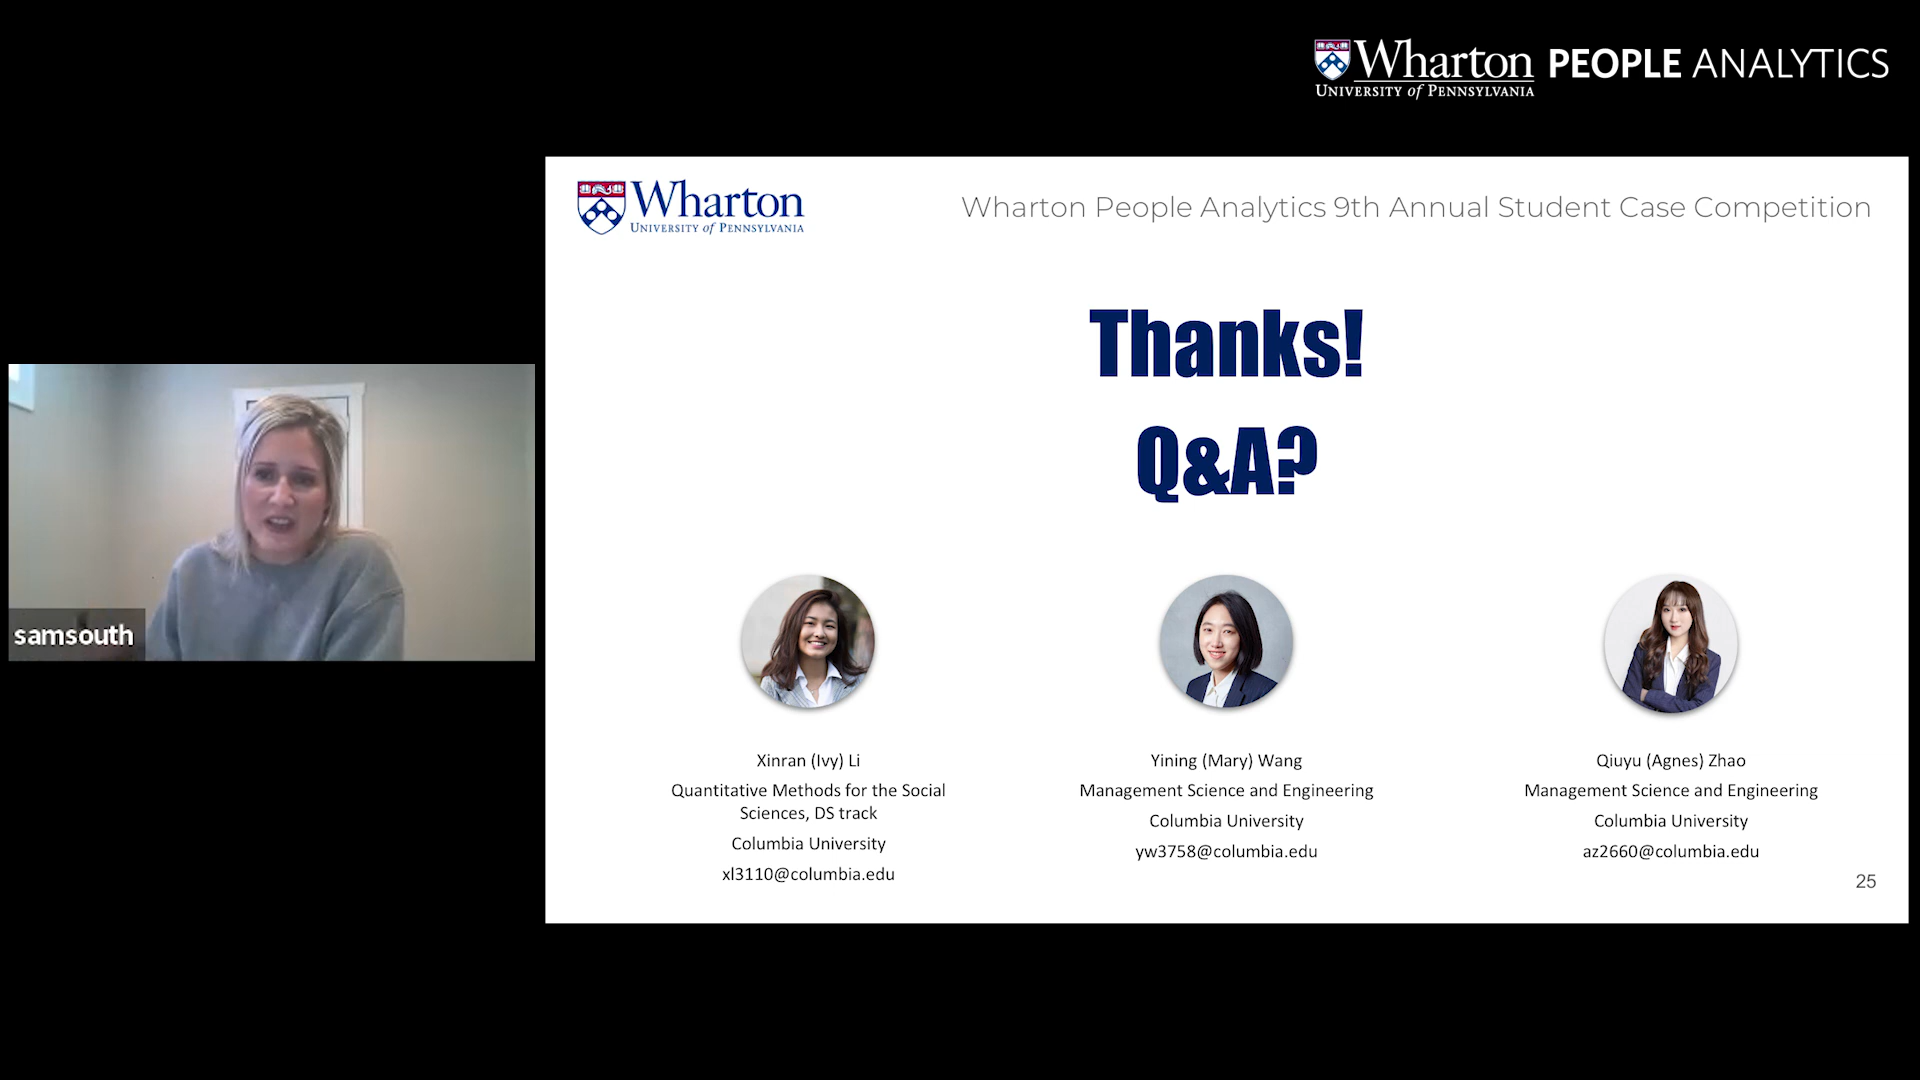 Wharton PEOPLE ANALYTICS
UNIVERSITY of PENNSYLVANIA
Wharton
UNIVERSITY of PENNSYLVANIA
Wharton People Analytics 9th Annual Student Case Competition
Thanks!
Q&A?
samsouth
Xinran (Ivy) Li
Quantitative Methods for the Social
Sciences, DS track
Columbia University
xl3110@columbia.edu
Yining (Mary) Wang
Management Science and Engineering
Columbia University
yw3758@columbia.edu
Qiuyu (Agnes) Zhao
Management Science and Engineering
Columbia University
az2660@columbia.edu
25